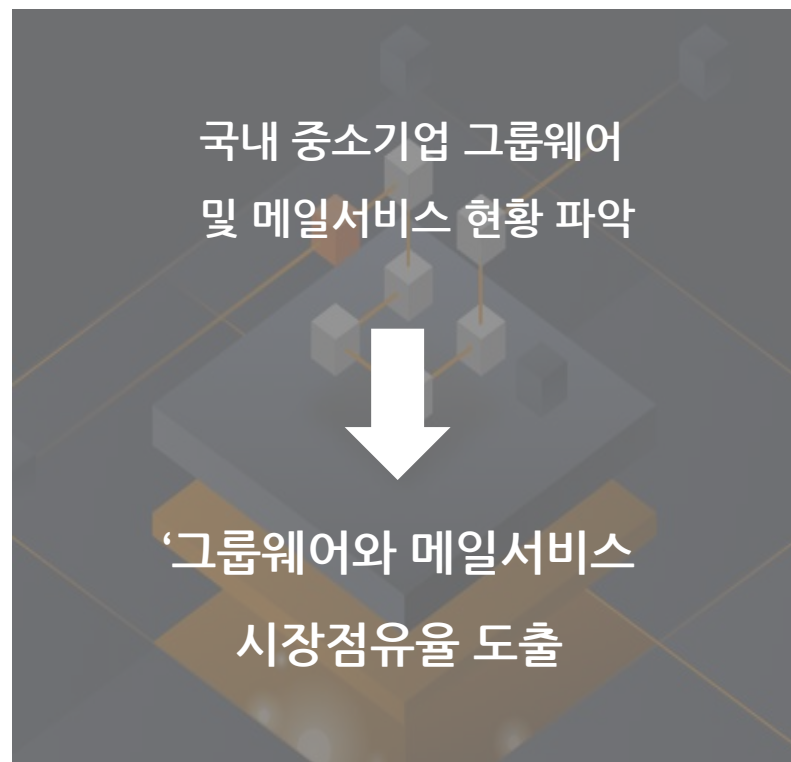 국내 중소기업 그룹웨어
및 메일서비스 현황 파악
‘그룹웨어와 메일서비스
시장점유율 도출